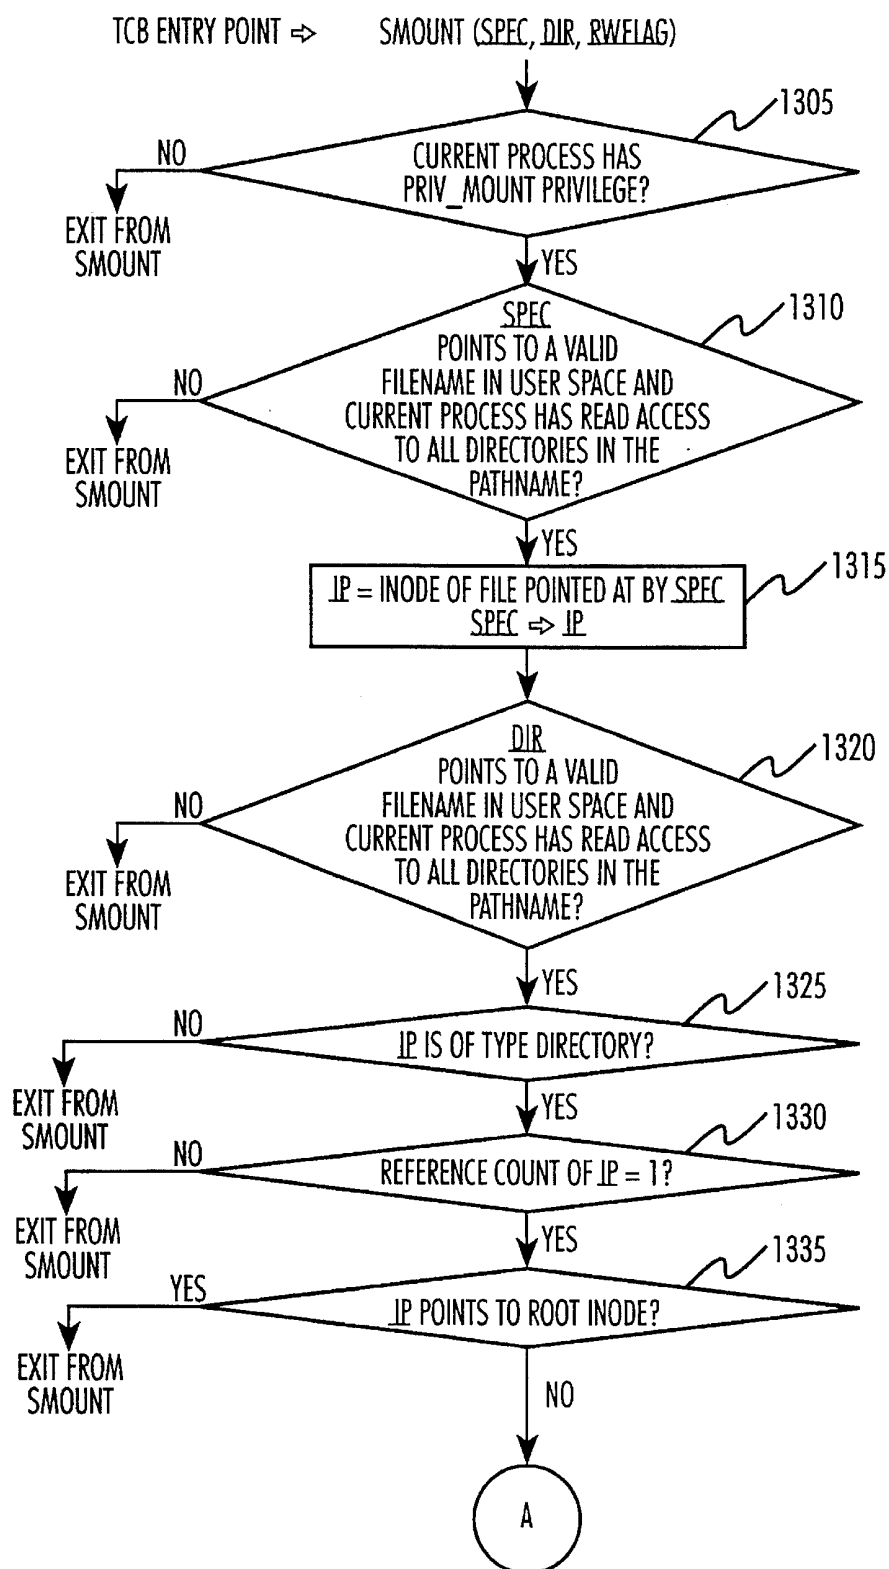 TCB ENTRY POINT ⇨ SMOUNT (SPEC, DIR, RWFLAG)
1305
CURRENT PROCESS HAS
PRIV_MOUNT PRIVILEGE?
NO
EXIT FROM
SMOUNT
YES
1310
SPEC
POINTS TO A VALID
FILENAME IN USER SPACE AND
CURRENT PROCESS HAS READ ACCESS
TO ALL DIRECTORIES IN THE
PATHNAME?
NO
EXIT FROM
SMOUNT
YES
1315
IP = INODE OF FILE POINTED AT BY SPEC
SPEC ⇨ IP
1320
DIR
POINTS TO A VALID
FILENAME IN USER SPACE AND
CURRENT PROCESS HAS READ ACCESS
TO ALL DIRECTORIES IN THE
PATHNAME?
NO
EXIT FROM
SMOUNT
YES
1325
IP IS OF TYPE DIRECTORY?
NO
EXIT FROM
SMOUNT
YES
1330
REFERENCE COUNT OF IP = 1?
NO
EXIT FROM
SMOUNT
YES
1335
IP POINTS TO ROOT INODE?
YES
EXIT FROM
SMOUNT
NO
A